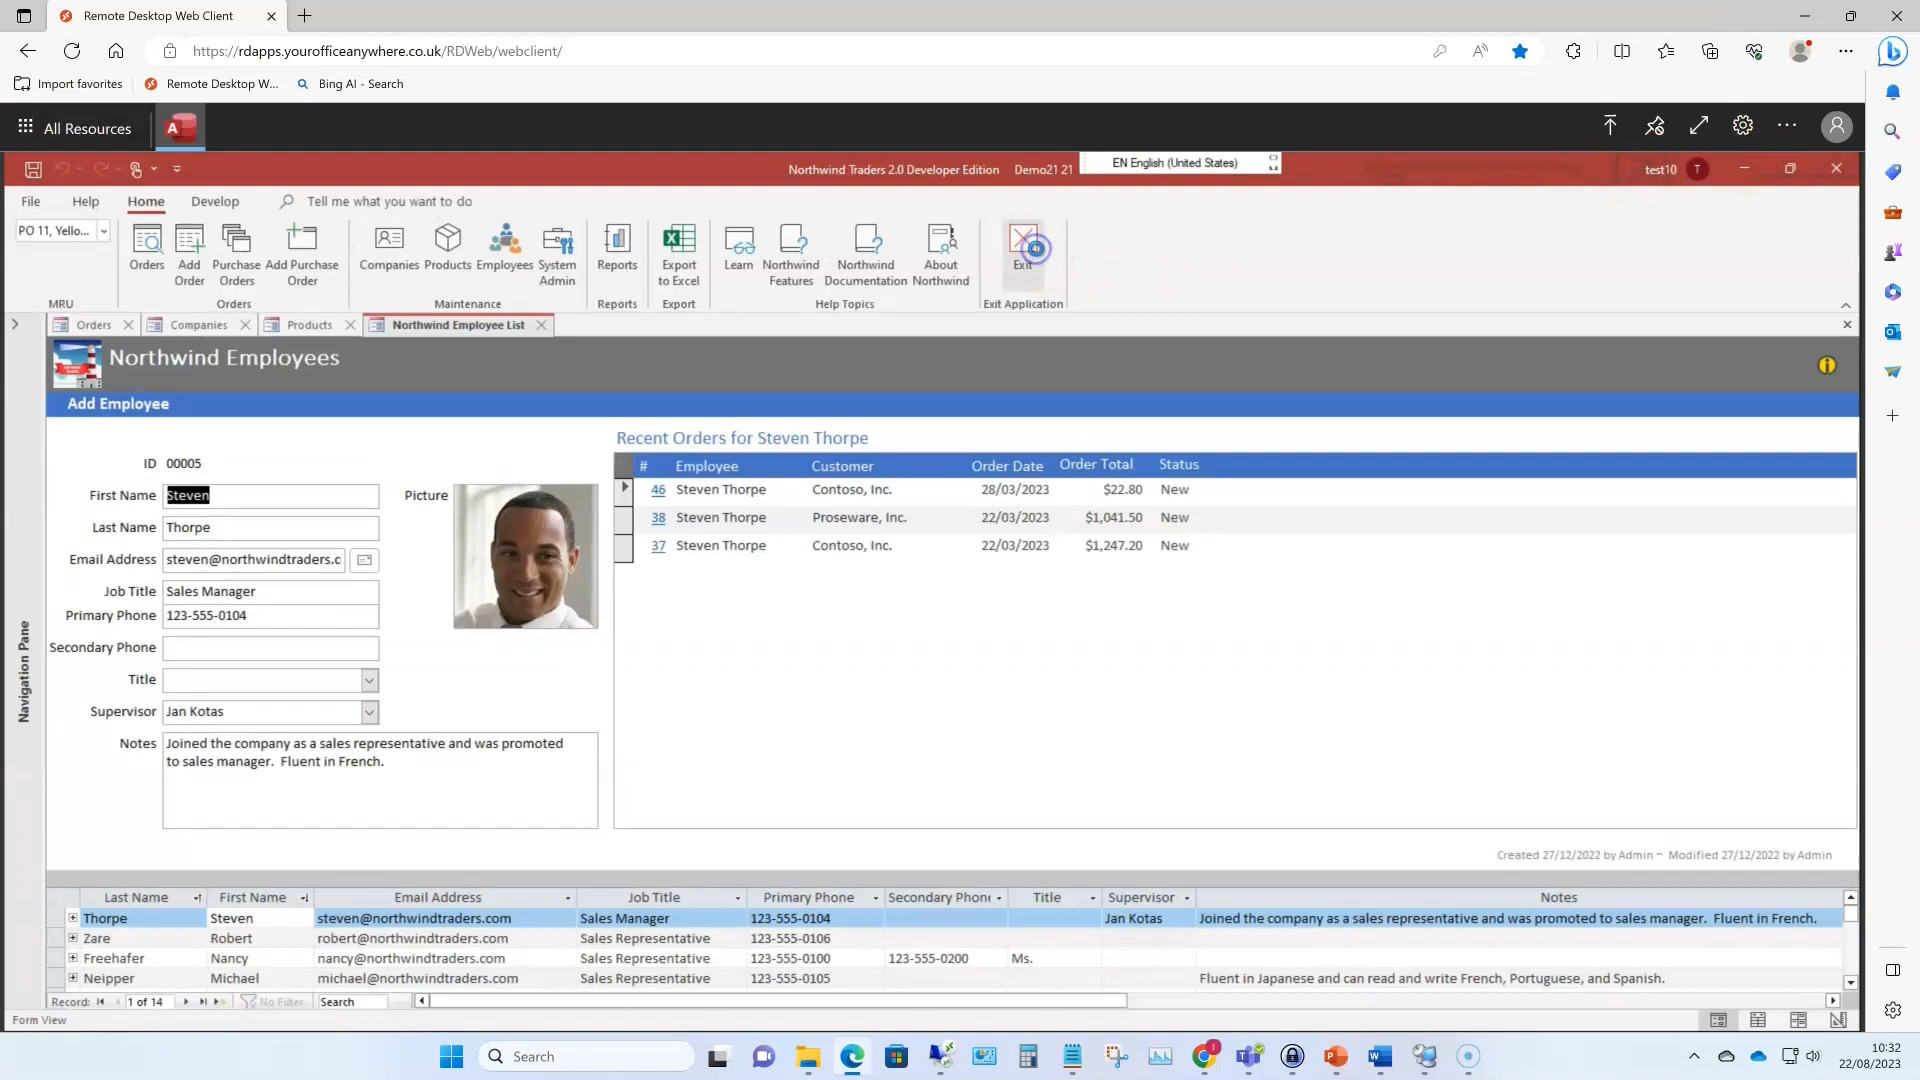 Remote Desktop Web Client
https://rdapps.yourofficeanywhere.co.uk/RDWeb/webclient/
Import favorites Remote Desktop W... Bing AI - Search
All Resources
Northwind Traders 2.0 Developer Edition Demo21 21 EN English (United States) test10 T
File Help Home Develop Tell me what you want to do
PO 11, Yello...
Orders Add Order Purchase Orders Add Purchase Order Companies Products Employees System Admin Reports Export to Excel Learn Northwind Features Northwind Documentation About Northwind Exit
MRU Orders Maintenance Reports Export Help Topics Exit Application
Orders Companies Products Northwind Employee List
Northwind Employees
Add Employee
Recent Orders for Steven Thorpe
ID 00005
# Employee Customer Order Date Order Total Status
46 Steven Thorpe Contoso, Inc. 28/03/2023 $22.80 New
38 Steven Thorpe Proseware, Inc. 22/03/2023 $1,041.50 New
37 Steven Thorpe Contoso, Inc. 22/03/2023 $1,247.20 New
First Name Steven Picture
Last Name Thorpe
Email Address steven@northwindtraders.c
Job Title Sales Manager
Primary Phone 123-555-0104
Secondary Phone
Title
Supervisor Jan Kotas
Notes Joined the company as a sales representative and was promoted
to sales manager. Fluent in French.
Navigation Pane
Created 27/12/2022 by Admin ~ Modified 27/12/2022 by Admin
Last Name First Name Email Address Job Title Primary Phone Secondary Phone Title Supervisor Notes
Thorpe Steven steven@northwindtraders.com Sales Manager 123-555-0104 Jan Kotas Joined the company as a sales representative and was promoted to sales manager. Fluent in French.
Zare Robert robert@northwindtraders.com Sales Representative 123-555-0106
Freehafer Nancy nancy@northwindtraders.com Sales Representative 123-555-0100 123-555-0200 Ms.
Neipper Michael michael@northwindtraders.com Sales Representative 123-555-0105 Fluent in Japanese and can read and write French, Portuguese, and Spanish.
Record: 1 of 14 No Filter Search
Form View
Search
10:32
22/08/2023